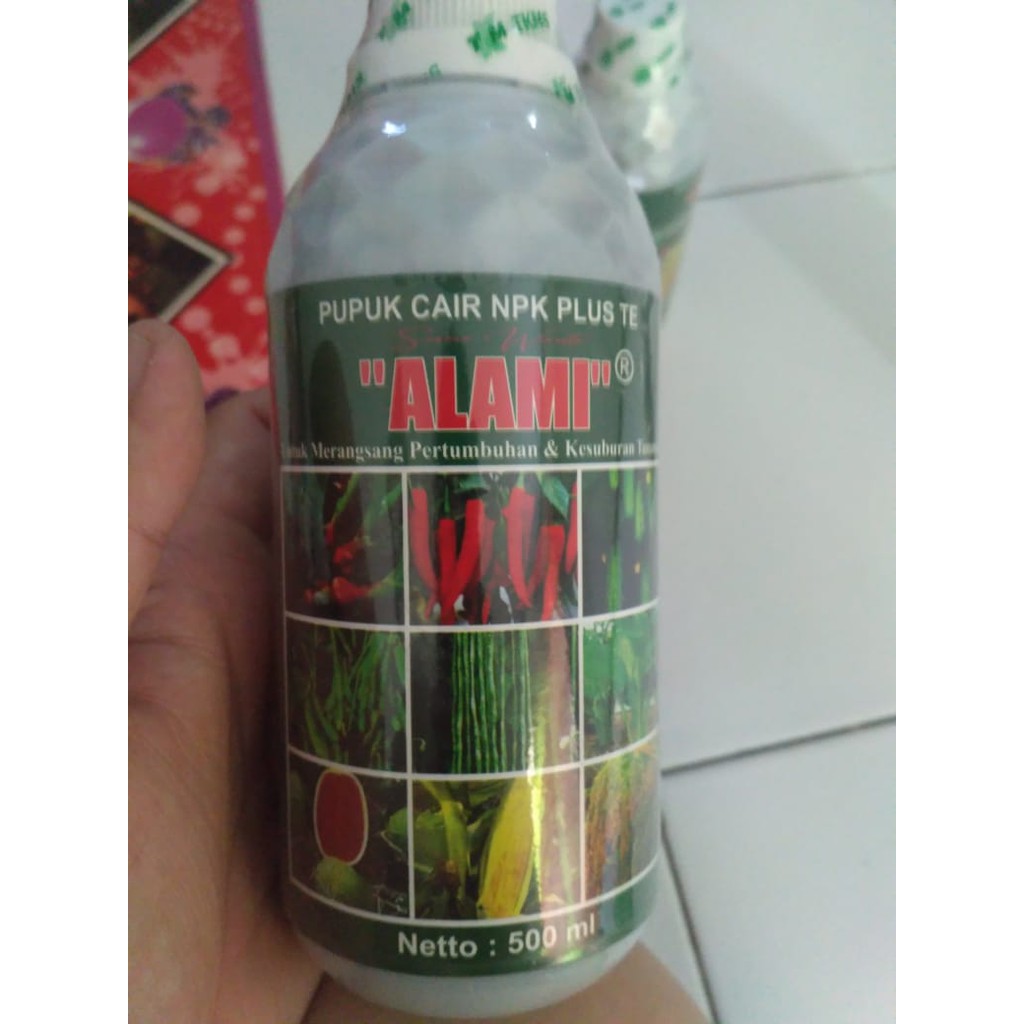 PUPUK CAIR NPK PLUS TE
"ALAMI"®
Merangsang Pertumbuhan & Kesuburan
Netto : 500 ml